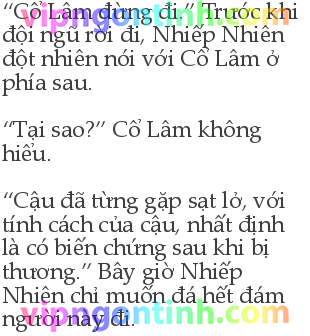 “Cổ Lâm đừng đi.” Trước khi
đội ngũ rời đi, Nhiếp Nhiên
đột nhiên nói với Cổ Lâm ở
phía sau.
“Tại sao?” Cổ Lâm không
hiểu.
“Cậu đã từng gặp sạt lở, với
tính cách của cậu, nhất định
là có biến chứng sau khi bị
thương.” Bây giờ Nhiếp
Nhiên chỉ muốn đá hết đám
người này đi.
vipngontinh.com
vipngontinh.com